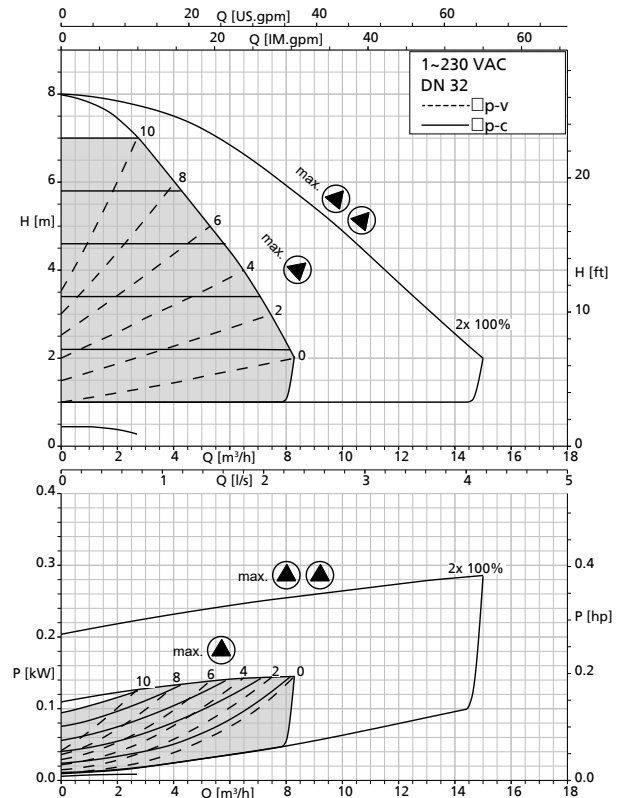 Q [US.gpm]
0 20 40 60
Q [IM.gpm]
0 20 40 60
1~230 VAC
DN 32
□p-v
□p-c
8
6
H [m]
4
2
0
20
H [ft]
10
0
10
8
6
4
2
0
max.
max.
2x 100%
0 2 4 8 10 12 14 16 18
Q [m³/h]
0 1 2 3 4 5
Q [l/s]
0.4
0.3
0.2
P [kW]
0.1
0.0
0.4
P [hp]
0.2
0.0
max.
2x 100%
max.
10 8 6 4 2 0
0 2 4 8 10 12 14 16 18
Q [m³/h]